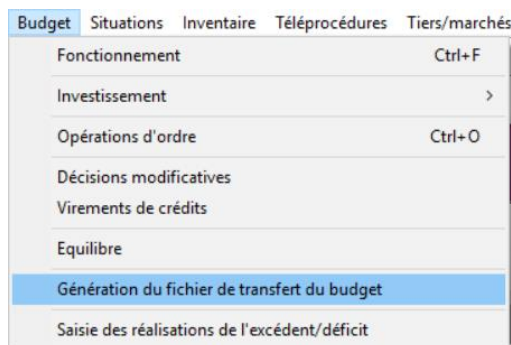 Budget Situations Inventaire Téléprocédures Tiers/marchés
Fonctionnement Ctrl+F
Investissement >
Opérations d'ordre Ctrl+O
Décisions modificatives
Virements de crédits
Equilibre
Génération du fichier de transfert du budget
Saisie des réalisations de l'excédent/déficit